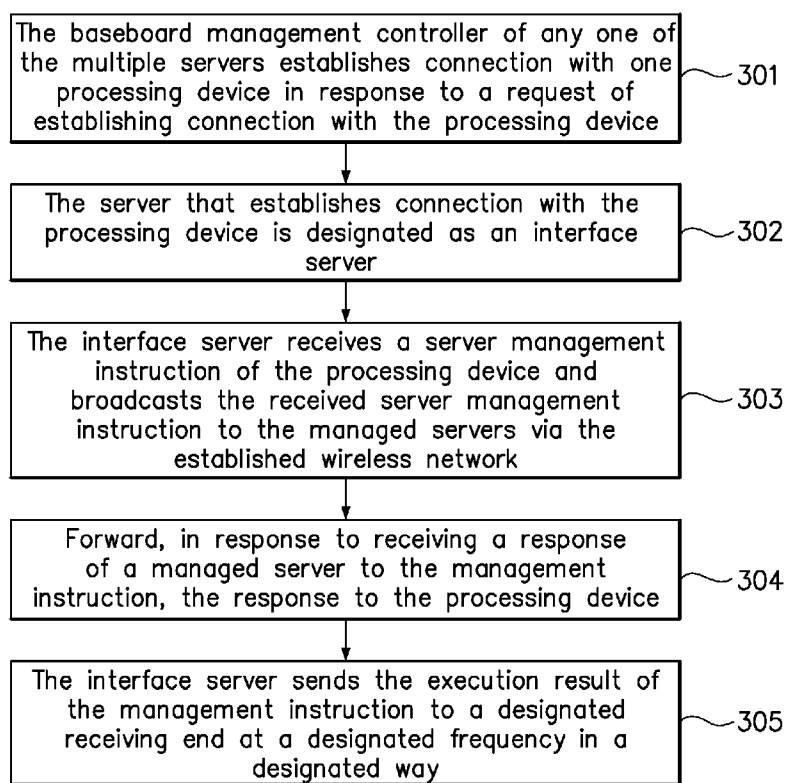 The baseboard management controller of any one of
the multiple servers establishes connection with one
processing device in response to a request of
establishing connection with the processing device
301
The server that establishes connection with the
processing device is designated as an interface
server
302
The interface server receives a server management
instruction of the processing device and
broadcasts the received server management
instruction to the managed servers via the
established wireless network
303
Forward, in response to receiving a response
of a managed server to the management
instruction, the response to the processing device
304
The interface server sends the execution result of
the management instruction to a designated
receiving end at a designated frequency in a
designated way
305